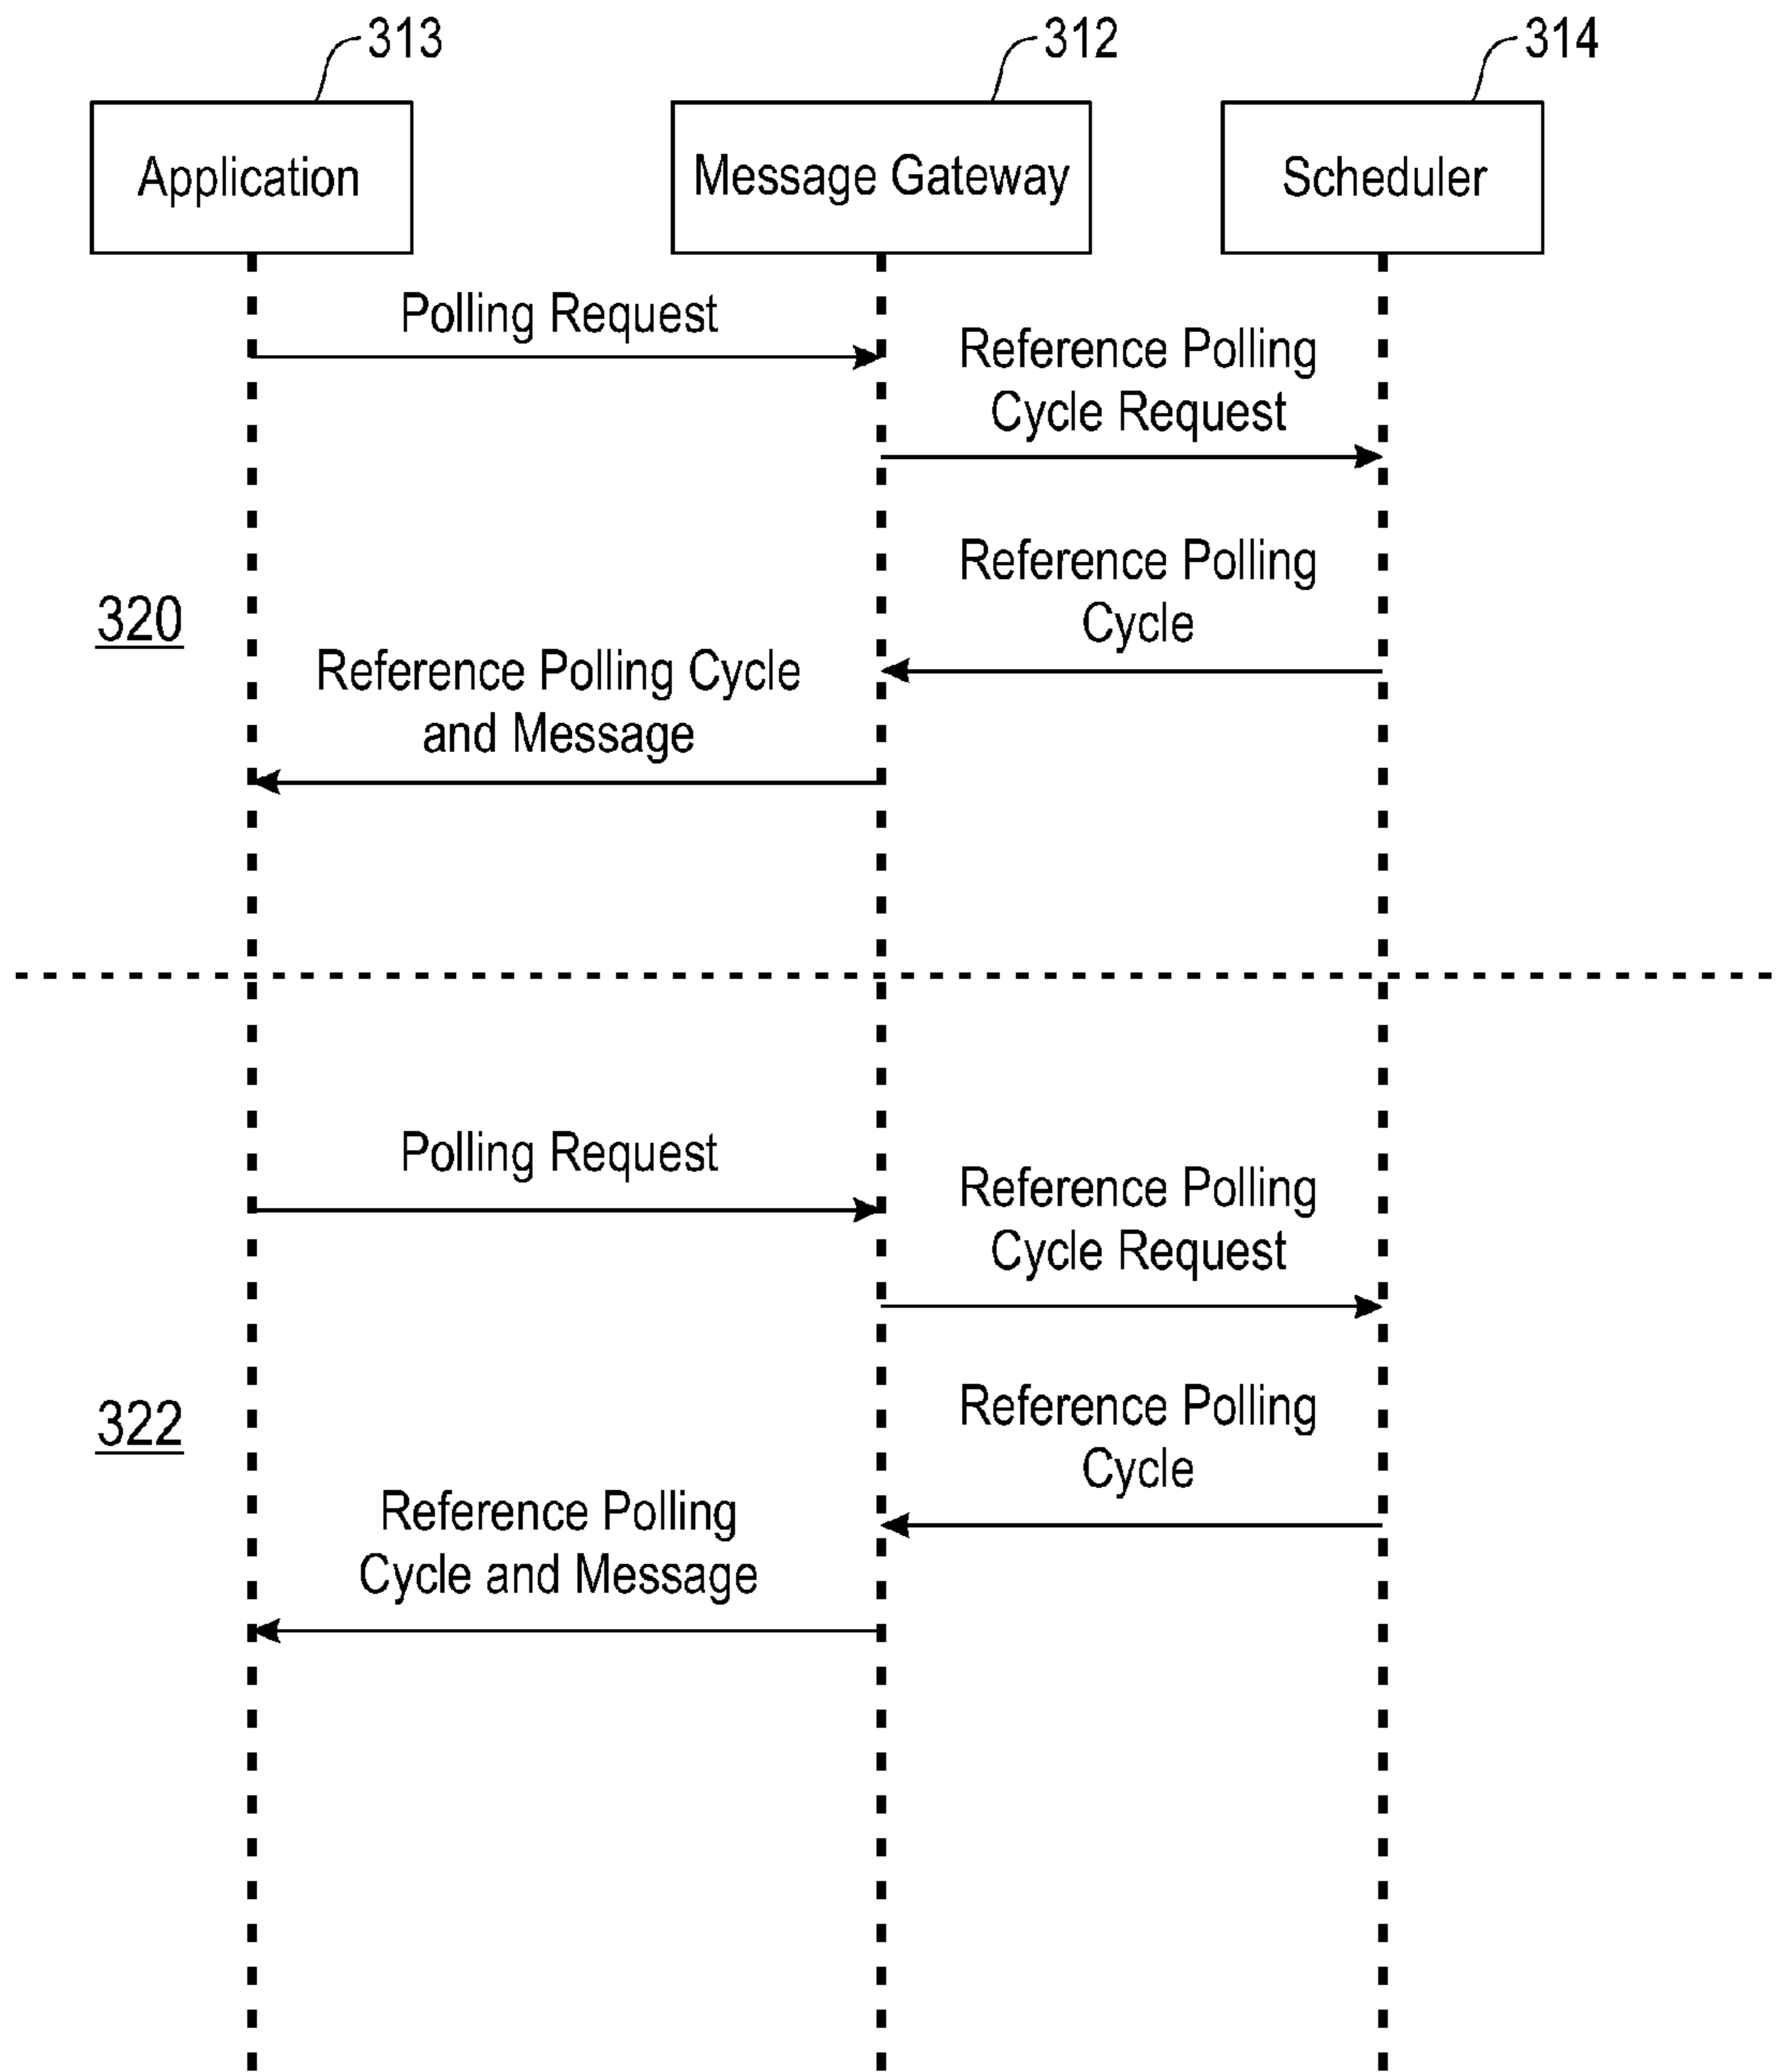 313
312
314
Application
Message Gateway
Scheduler
Polling Request
Reference Polling
Cycle Request
Reference Polling
Cycle
320
Reference Polling Cycle
and Message
Polling Request
Reference Polling
Cycle Request
Reference Polling
Cycle
322
Reference Polling
Cycle and Message